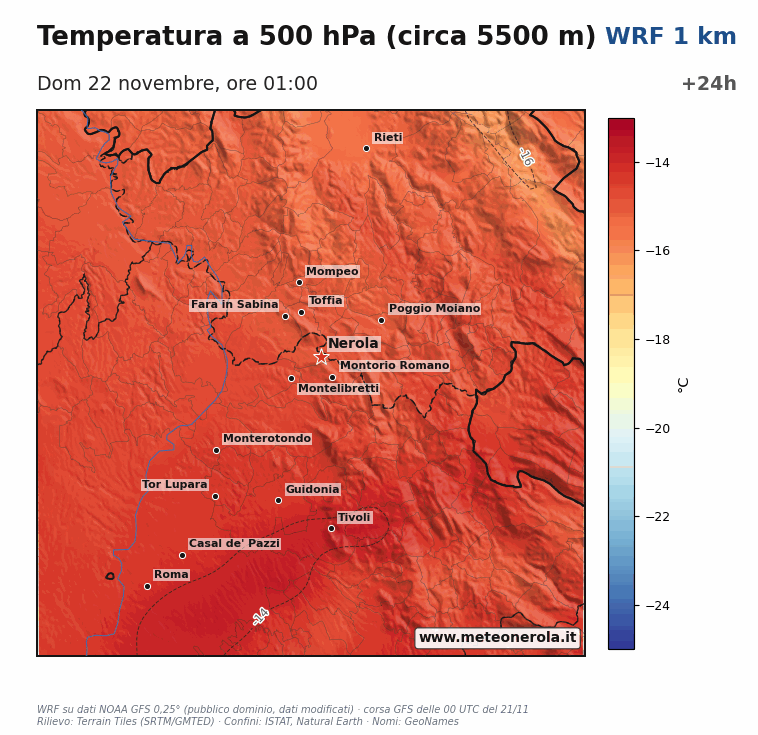 Temperatura a 500 hPa (circa 5500 m) WRF 1 km
Dom 22 novembre, ore 01:00 +24h
Rieti
-16
Mompeo
Toffia
Fara in Sabina
Poggio Moiano
Nerola
Montorio Romano
Montelibretti
Monterotondo
Tor Lupara
Guidonia
Tivoli
Casal de' Pazzi
Roma
-14
www.meteonerola.it
−14
−16
−18
°C
−20
−22
−24
WRF su dati NOAA GFS 0,25° (pubblico dominio, dati modificati) · corsa GFS delle 00 UTC del 21/11
Rilievo: Terrain Tiles (SRTM/GMTED) · Confini: ISTAT, Natural Earth · Nomi: GeoNames